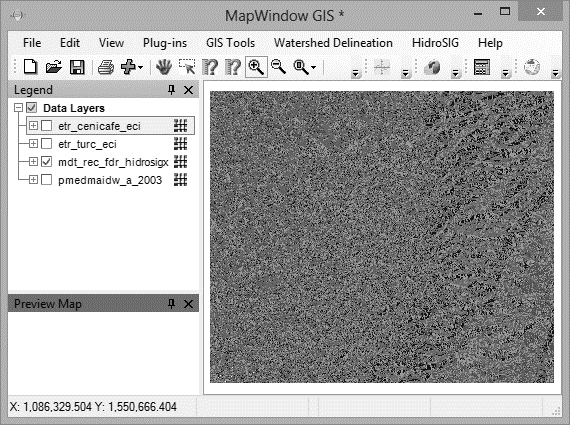 MapWindow GIS *
File Edit View Plug-ins GIS Tools Watershed Delineation HidroSIG Help
Legend
Data Layers
etr_cenicafe_eci
etr_turc_eci
mdt_rec_fdr_hidrosigx
pmedmaidw_a_2003
Preview Map
X: 1,086,329.504 Y: 1,550,666.404